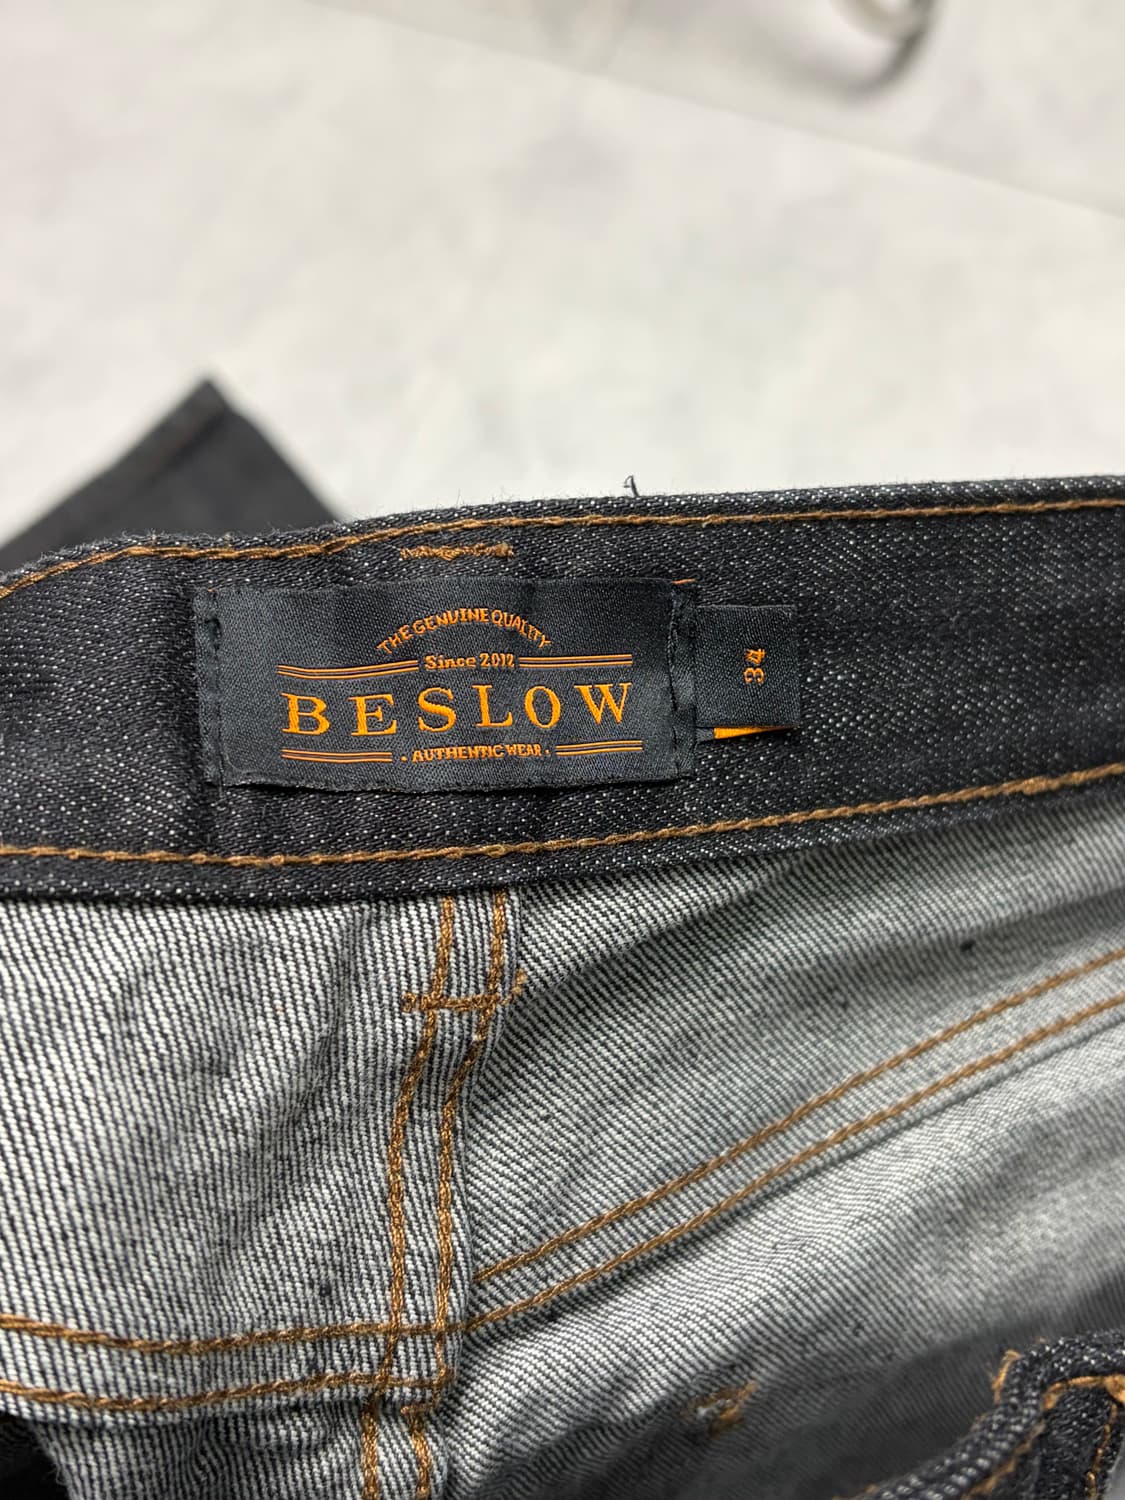 THE GENUINE QUALITY
Since 2012
BESLOW
· AUTHENTIC WEAR ·
34